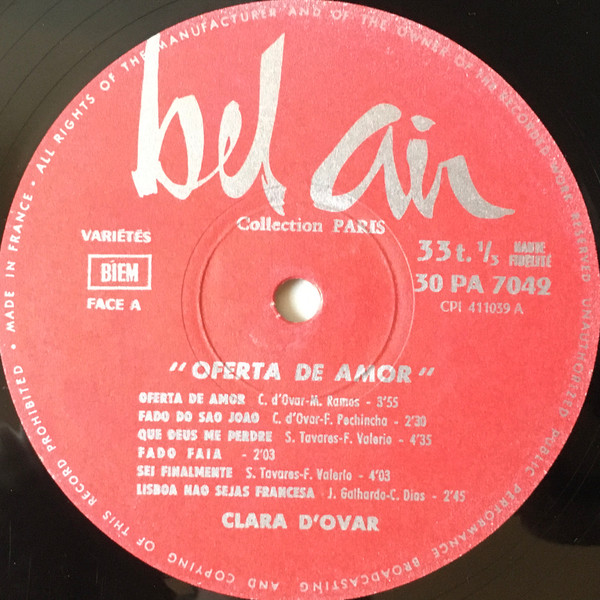 bel air
Collection PARIS
VARIÉTÉS
BIEM
FACE A
33 t. 1/3 HAUTE FIDÉLITÉ
30 PA 7042
CPI 411039 A
"OFERTA DE AMOR"
OFERTA DE AMOR C. d'Ovar-M. Ramos - 3'55
FADO DO SAO JOAO C. d'Ovar-F. Pechincha - 2'30
QUE DEUS ME PERDRE S. Tavares-F. Valerio - 4'35
FADO FAIA - 2'03
SEI FINALMENTE S. Tavares-F. Valerio - 4'03
LISBOA NAO SEJAS FRANCESA J. Galhardo-C. Dias - 2'45
CLARA D'OVAR
• MADE IN FRANCE • ALL RIGHTS OF THE MANUFACTURER AND OF THE OWNER OF THE RECORDED WORK RESERVED UNAUTHORIZED PUBLIC PERFORMANCE BROADCASTING AND COPYING OF THIS RECORD PROHIBITED